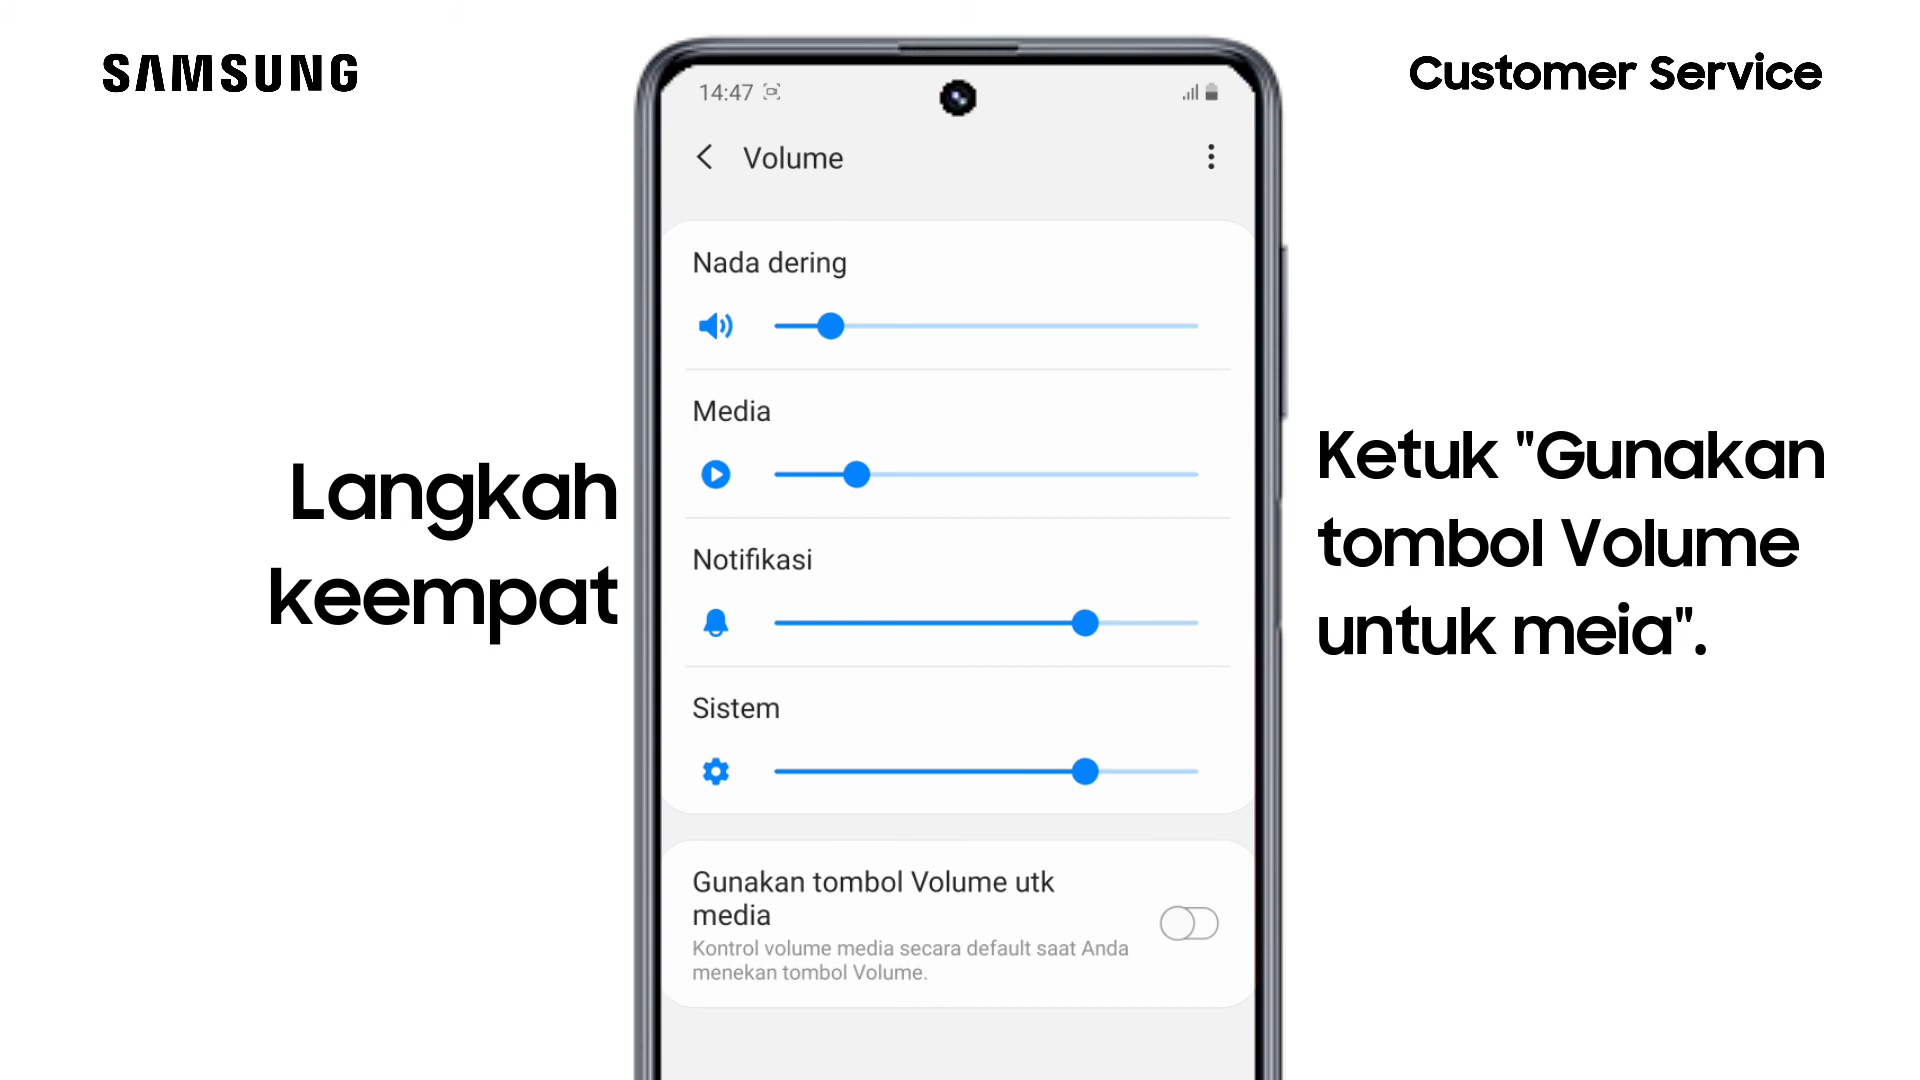 SAMSUNG
Customer Service
Langkah
keempat
14:47
Volume
Nada dering
Media
Notifikasi
Sistem
Gunakan tombol Volume utk
media
Kontrol volume media secara default saat Anda
menekan tombol Volume.
Ketuk "Gunakan
tombol Volume
untuk meia".